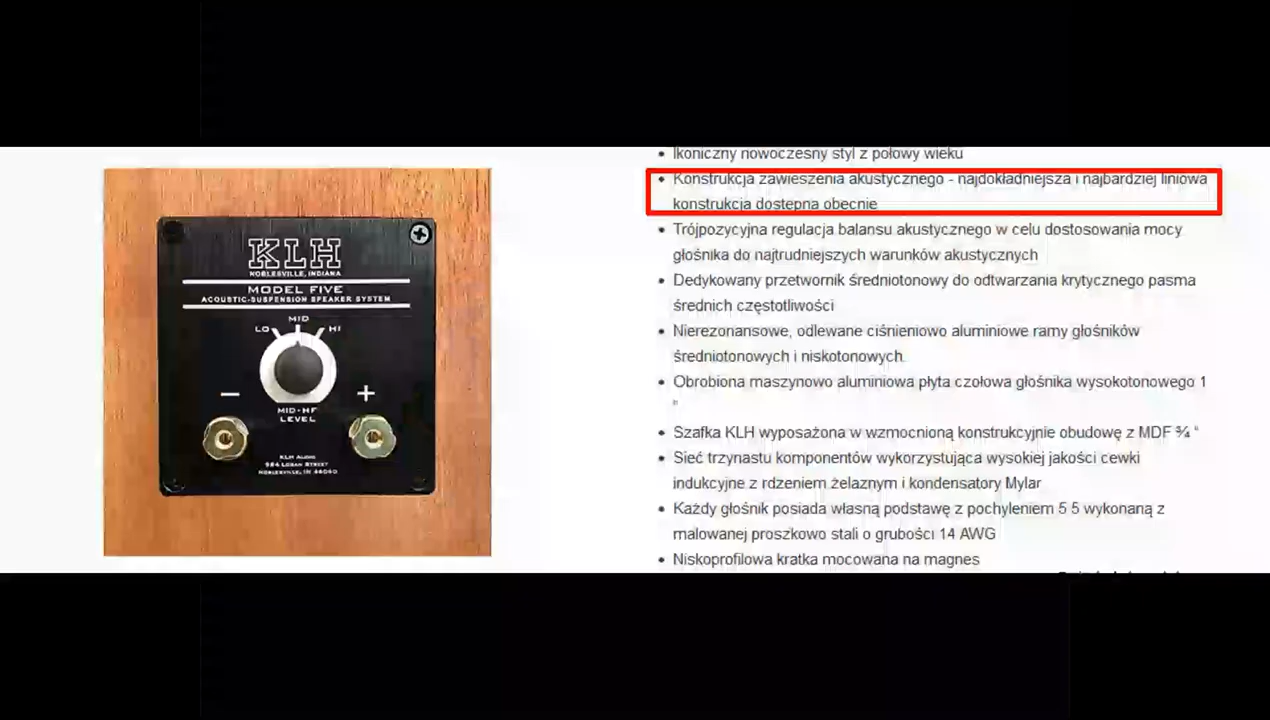 KLH
NOBLESVILLE, INDIANA
MODEL FIVE
ACOUSTIC-SUSPENSION SPEAKER SYSTEM
LO MID HI
− +
MID-HF
LEVEL
KLH AUDIO
984 LOGAN STREET
NOBLESVILLE, IN 46060
• Ikoniczny nowoczesny styl z połowy wieku
• Konstrukcja zawieszenia akustycznego - najdokładniejsza i najbardziej liniowa
konstrukcja dostępna obecnie
• Trójpozycyjna regulacja balansu akustycznego w celu dostosowania mocy
głośnika do najtrudniejszych warunków akustycznych
• Dedykowany przetwornik średniotonowy do odtwarzania krytycznego pasma
średnich częstotliwości
• Nierezonansowe, odlewane ciśnieniowo aluminiowe ramy głośników
średniotonowych i niskotonowych.
• Obrobiona maszynowo aluminiowa płyta czołowa głośnika wysokotonowego 1
"
• Szafka KLH wyposażona w wzmocnioną konstrukcyjnie obudowę z MDF ¾ "
• Sieć trzynastu komponentów wykorzystująca wysokiej jakości cewki
indukcyjne z rdzeniem żelaznym i kondensatory Mylar
• Każdy głośnik posiada własną podstawę z pochyleniem 5 5 wykonaną z
malowanej proszkowo stali o grubości 14 AWG
• Niskoprofilowa kratka mocowana na magnes